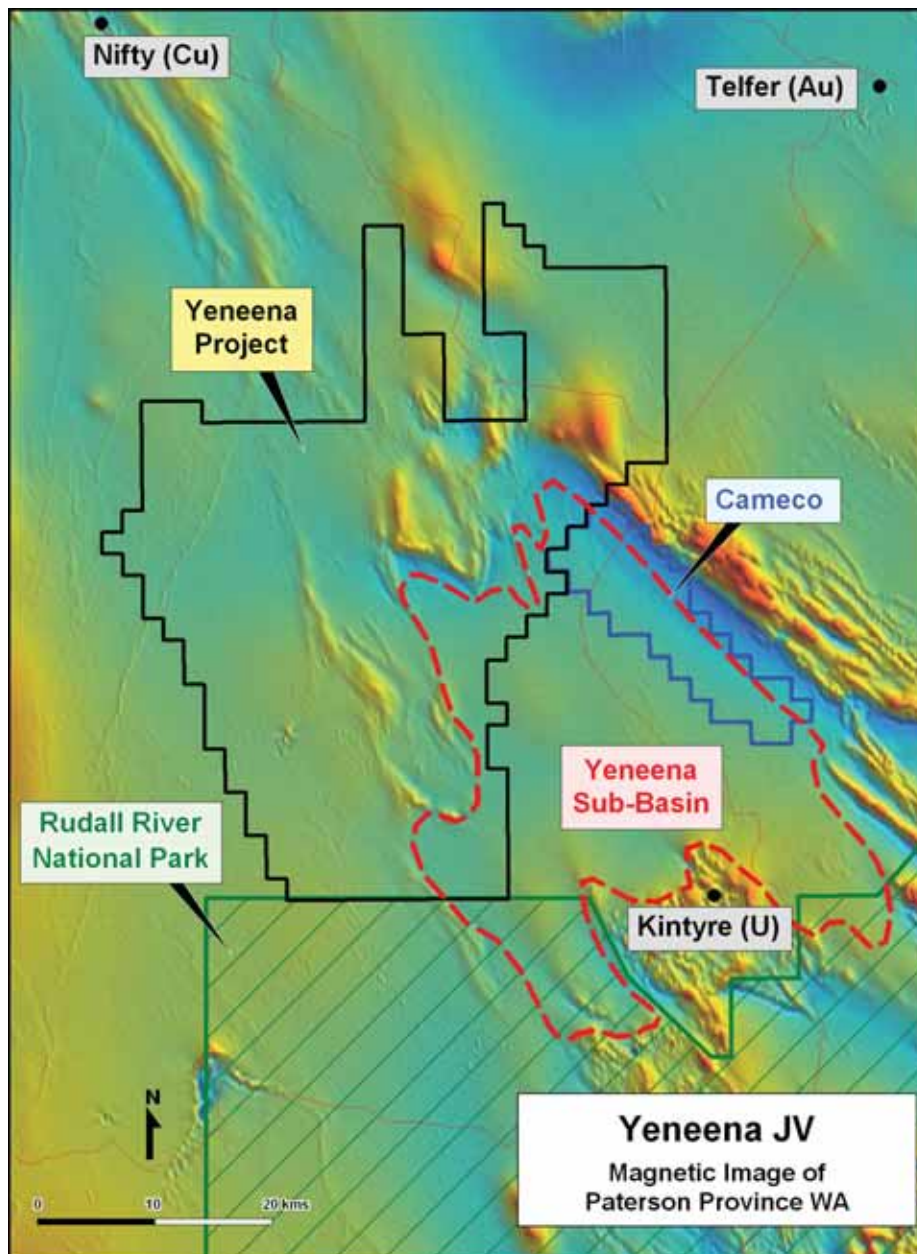 Nifty (Cu)
Telfer (Au)
Yeneena
Project
Cameco
Yeneena
Sub-Basin
Rudall River
National Park
Kintyre (U)
N
0 10 20 kms
Yeneena JV
Magnetic Image of
Paterson Province WA